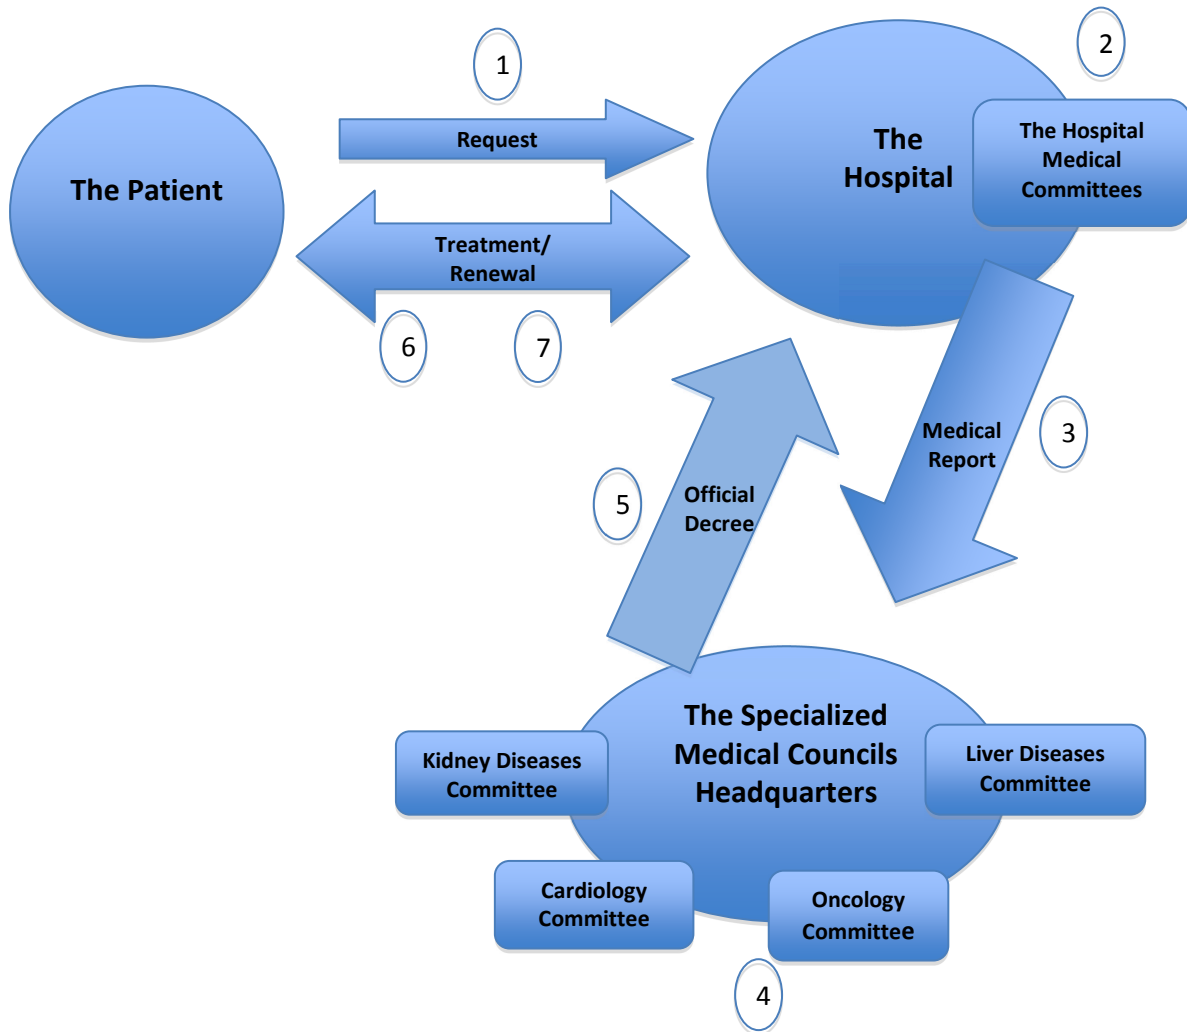 1
2
The Patient
Request
The
Hospital
The Hospital
Medical
Committees
Treatment/
Renewal
6
7
Medical
Report
3
Official
Decree
5
The Specialized
Medical Councils
Headquarters
Kidney Diseases
Committee
Liver Diseases
Committee
Cardiology
Committee
Oncology
Committee
4